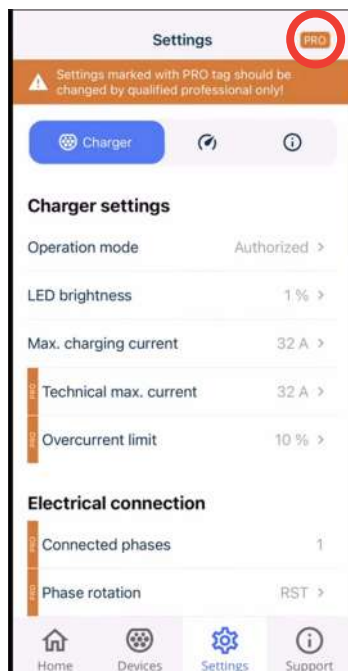 Settings
PRO
Settings marked with PRO tag should be
changed by qualified professional only!
Charger
Charger settings
Operation mode Authorized >
LED brightness 1 % >
Max. charging current 32 A >
PRO Technical max. current 32 A >
PRO Overcurrent limit 10 % >
Electrical connection
PRO Connected phases 1
PRO Phase rotation RST >
Home Devices Settings Support